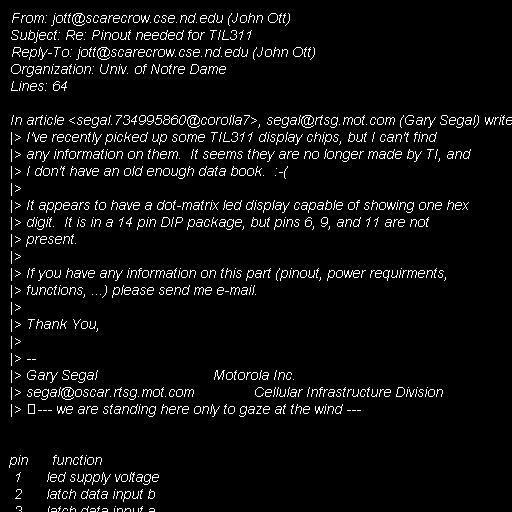 From: jott@scarecrow.cse.nd.edu (John Ott)
Subject: Re: Pinout needed for TIL311
Reply-To: jott@scarecrow.cse.nd.edu (John Ott)
Organization: Univ. of Notre Dame
Lines: 64

In article <segal.734995860@corolla7>, segal@rtsg.mot.com (Gary Segal) write
|> I've recently picked up some TIL311 display chips, but I can't find
|> any information on them.  It seems they are no longer made by TI, and
|> I don't have an old enough data book.  :-(
|>
|> It appears to have a dot-matrix led display capable of showing one hex
|> digit.  It is in a 14 pin DIP package, but pins 6, 9, and 11 are not
|> present.
|>
|> If you have any information on this part (pinout, power requirments,
|> functions, ...) please send me e-mail.
|>
|> Thank You,
|>
|> --
|> Gary Segal                             Motorola Inc.
|> segal@oscar.rtsg.mot.com               Cellular Infrastructure Division
|> --- we are standing here only to gaze at the wind ---

pin      function
1      led supply voltage
2      latch data input b
3      latch data input a